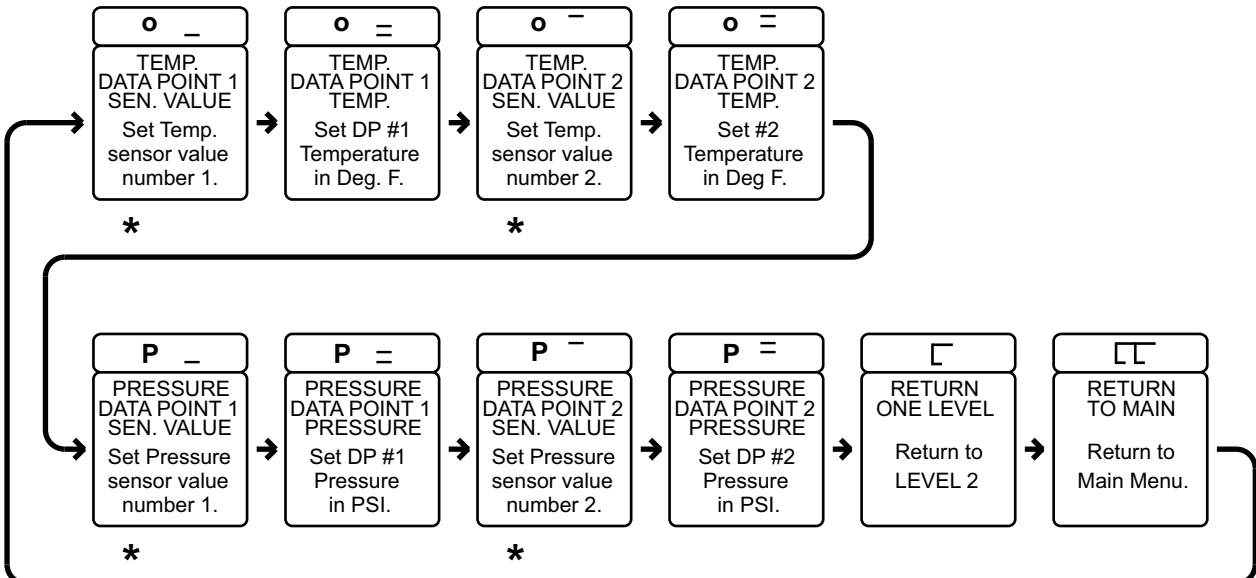 o _
TEMP.
DATA POINT 1
SEN. VALUE
Set Temp.
sensor value
number 1.
*
o =
TEMP.
DATA POINT 1
TEMP.
Set DP #1
Temperature
in Deg. F.
o ¯
TEMP.
DATA POINT 2
SEN. VALUE
Set Temp.
sensor value
number 2.
*
o =
TEMP.
DATA POINT 2
TEMP.
Set #2
Temperature
in Deg F.
P _
PRESSURE
DATA POINT 1
SEN. VALUE
Set Pressure
sensor value
number 1.
*
P =
PRESSURE
DATA POINT 1
PRESSURE
Set DP #1
Pressure
in PSI.
P ¯
PRESSURE
DATA POINT 2
SEN. VALUE
Set Pressure
sensor value
number 2.
*
P =
PRESSURE
DATA POINT 2
PRESSURE
Set DP #2
Pressure
in PSI.
RETURN
ONE LEVEL
Return to
LEVEL 2
RETURN
TO MAIN
Return to
Main Menu.